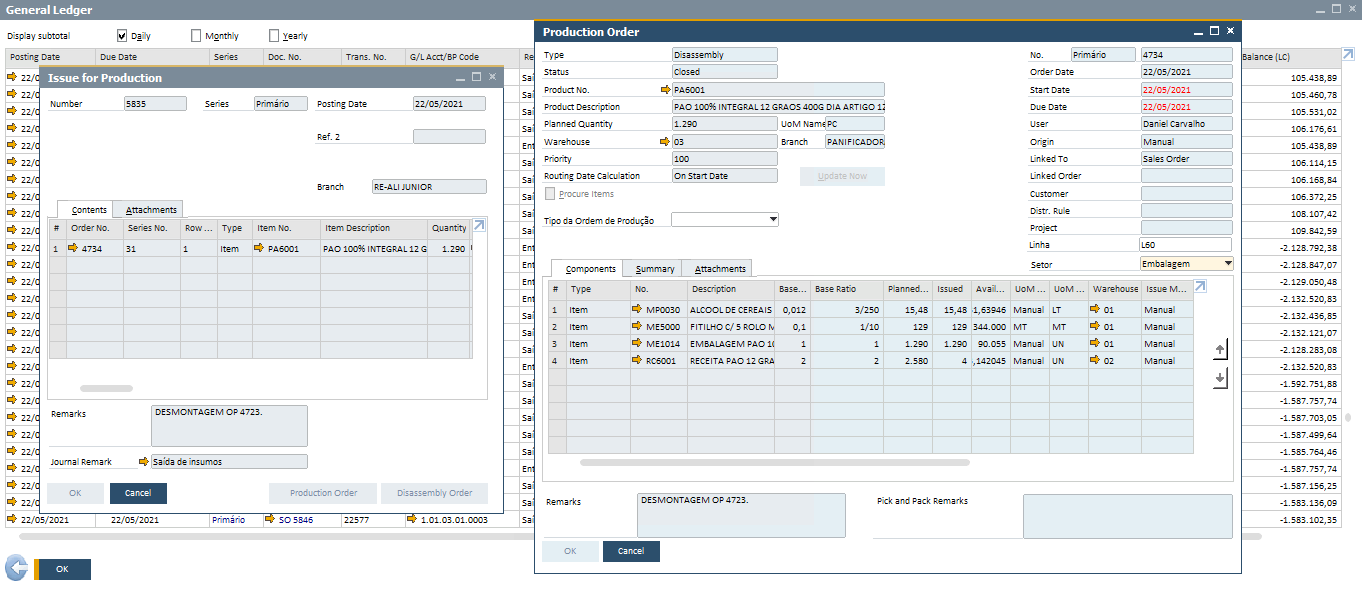 General Ledger
Display subtotal Daily Monthly Yearly
Posting Date Due Date Series Doc. No. Trans. No. G/L Acct/BP Code Balance (LC)
105.438,89
105.460,78
105.531,02
106.176,61
105.438,89
106.114,15
106.168,84
106.372,25
108.107,42
109.842,59
-2.128.792,38
-2.128.847,07
-2.129.050,48
-2.132.520,83
-2.132.436,85
-2.132.121,07
-2.128.283,08
-2.132.520,83
-1.592.751,88
-1.587.757,74
-1.587.703,05
-1.587.499,64
-1.585.764,46
-1.587.757,74
-1.587.156,25
-1.583.136,09
22/05/2021 22/05/2021 Primário SO 5846 22577 1.01.03.01.0003 -1.583.102,35
OK
Issue for Production
Number 5835 Series Primário Posting Date 22/05/2021
Ref. 2
Branch RE-ALI JUNIOR
Contents Attachments
# Order No. Series No. Row ... Type Item No. Item Description Quantity
1 4734 31 1 Item PA6001 PAO 100% INTEGRAL 12 G 1.290
Remarks DESMONTAGEM OP 4723.
Journal Remark Saída de insumos
OK Cancel Production Order Disassembly Order
Production Order
Type Disassembly No. Primário 4734
Status Closed Order Date 22/05/2021
Product No. PA6001 Start Date 22/05/2021
Product Description PAO 100% INTEGRAL 12 GRAOS 400G DIA ARTIGO 12 Due Date 22/05/2021
Planned Quantity 1.290 UoM Name PC User Daniel Carvalho
Warehouse 03 Branch PANIFICADOR Origin Manual
Priority 100 Linked To Sales Order
Routing Date Calculation On Start Date Update Now Linked Order
Procure Items Customer
Distr. Rule
Tipo da Ordem de Produção Project
Linha L60
Setor Embalagem
Components Summary Attachments
# Type No. Description Base... Base Ratio Planned... Issued Avail... UoM ... UoM ... Warehouse Issue M...
1 Item MP0030 ALCOOL DE CEREAIS 0,012 3/250 15,48 15,48 1,63946 Manual LT 01 Manual
2 Item ME5000 FITILHO C/ 5 ROLO M 0,1 1/10 129 129 344.000 MT MT 01 Manual
3 Item ME1014 EMBALAGEM PAO 10 1 1 1.290 1.290 90.055 Manual UN 01 Manual
4 Item RC6001 RECEITA PAO 12 GRA 2 2 2.580 4 ,142045 Manual UN 02 Manual
Remarks DESMONTAGEM OP 4723. Pick and Pack Remarks
OK Cancel